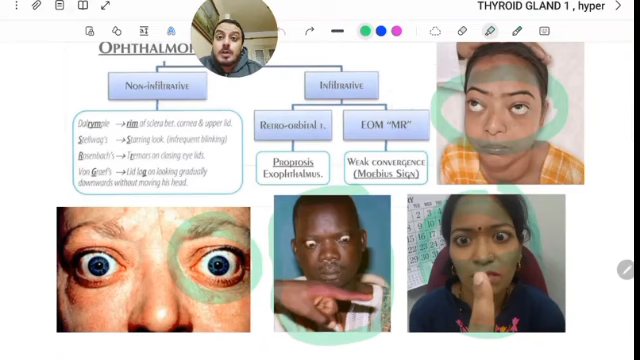 THYROID GLAND 1 , hyper
OPHTHALMOP
NON-INFILTRATIVE
INFILTRATIVE
Dalrymple → rim of sclera bet. cornea & upper lid.
Stellwag's → Starring look. (infrequent blinking)
Rosenbach's → Tremors on closing eye lids.
Von Graef's → Lid lag on looking gradually
downwards without moving his head.
RETRO-ORBITAL T.
EOM "MR"
PROPTOSIS
EXOPHTHALMUS.
WEAK CONVERGENCE
(MOEBIUS SIGN)